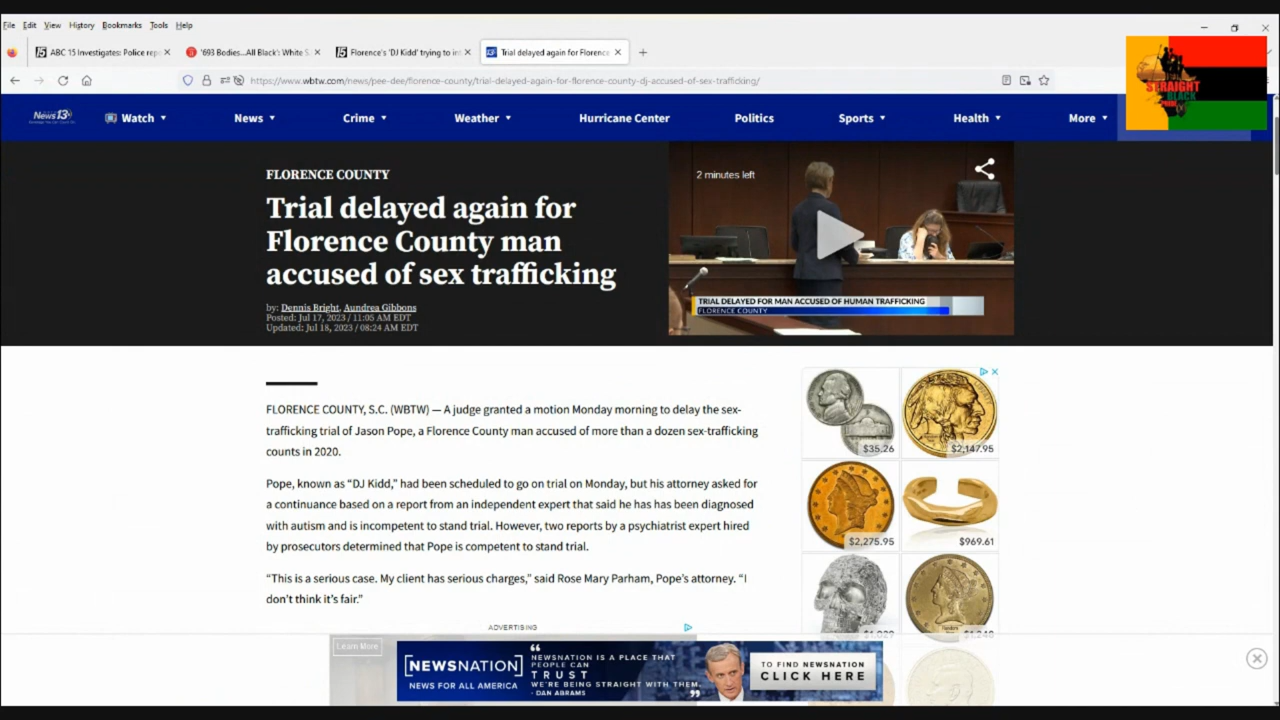 File Edit View History Bookmarks Tools Help
ABC 15 Investigates: Police rep
'693 Bodies...All Black': White S
Florence's 'DJ Kidd' trying to in
Trial delayed again for Florence
https://www.wbtw.com/news/pee-dee/florence-county/trial-delayed-again-for-florence-county-dj-accused-of-sex-trafficking/
STRAIGHT
BLACK
PRIDE
News13
Watch News Crime Weather Hurricane Center Politics Sports Health More
FLORENCE COUNTY
Trial delayed again for
Florence County man
accused of sex trafficking
by: Dennis Bright, Aundrea Gibbons
Posted: Jul 17, 2023 / 11:05 AM EDT
Updated: Jul 18, 2023 / 08:24 AM EDT
2 minutes left
TRIAL DELAYED FOR MAN ACCUSED OF HUMAN TRAFFICKING
FLORENCE COUNTY
FLORENCE COUNTY, S.C. (WBTW) — A judge granted a motion Monday morning to delay the sex-
trafficking trial of Jason Pope, a Florence County man accused of more than a dozen sex-trafficking
counts in 2020.
Pope, known as “DJ Kidd,” had been scheduled to go on trial on Monday, but his attorney asked for
a continuance based on a report from an independent expert that said he has has been diagnosed
with autism and is incompetent to stand trial. However, two reports by a psychiatrist expert hired
by prosecutors determined that Pope is competent to stand trial.
“This is a serious case. My client has serious charges,” said Rose Mary Parham, Pope’s attorney. “I
don’t think it’s fair.”
$35.26
$2,147.95
$2,275.95
$969.61
ADVERTISING
Learn More
[NEWSNATION]
NEWS FOR ALL AMERICA
“NEWSNATION IS A PLACE THAT
PEOPLE CAN
TRUST
WE'RE BEING STRAIGHT WITH THEM.”
- DAN ABRAMS
TO FIND NEWSNATION
CLICK HERE